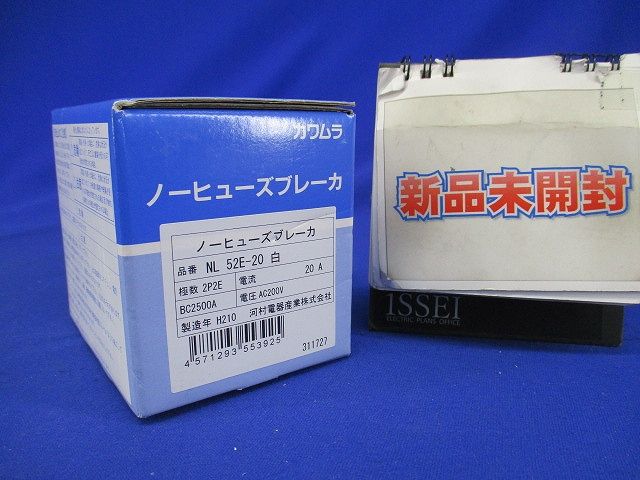 カワムラ
ノーヒューズブレーカ
ノーヒューズブレーカ
品番 NL 52E-20 白
極数 2P2E 電流 20 A
BC2500A 電圧 AC200V
製造年 H210 河村電器産業株式会社
4 571293 553925
311727
新品未開封
ISSEI
ELECTRIC PLANS OFFICE